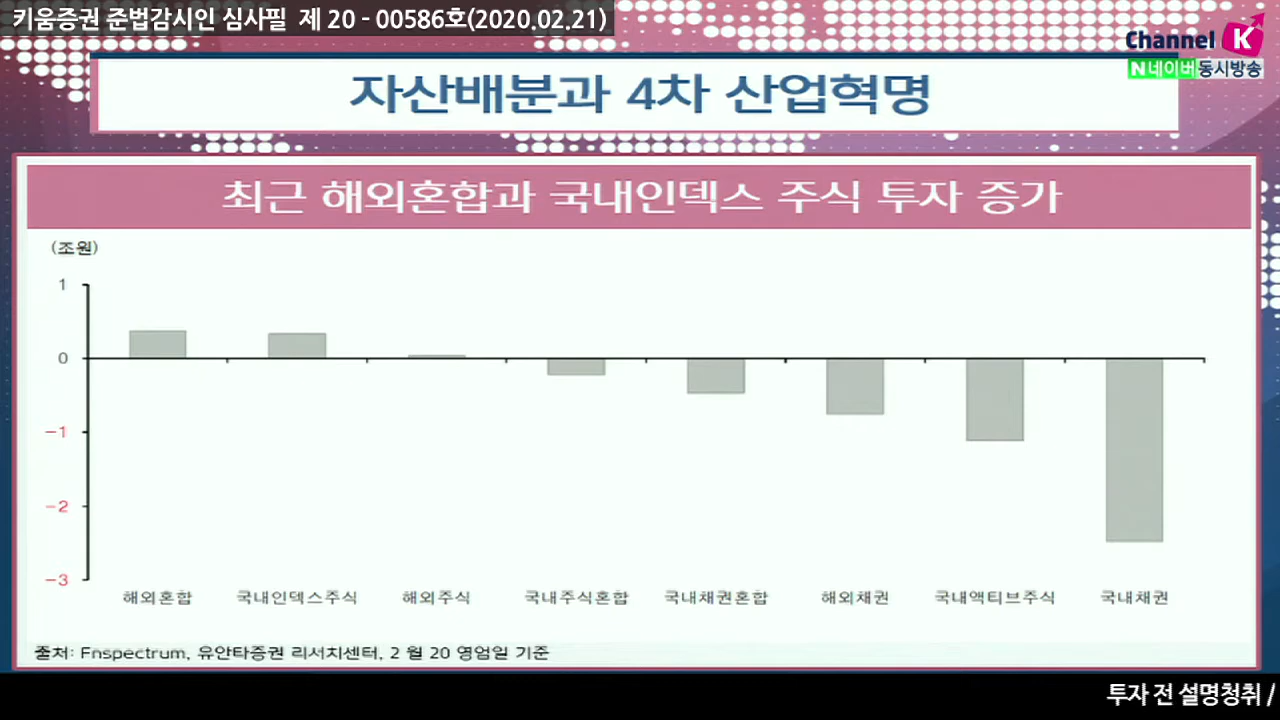 키움증권 준법감시인 심사필 제 20 - 00586호(2020.02.21)
Channel K
N네이버 동시방송
자산배분과 4차 산업혁명
최근 해외혼합과 국내인덱스 주식 투자 증가
(조원)
1
0
-1
-2
-3
해외혼합 국내인덱스주식 해외주식 국내주식혼합 국내채권혼합 해외채권 국내액티브주식 국내채권
출처: Fnspectrum, 유안타증권 리서치센터, 2 월 20 영업일 기준
투자 전 설명청취 /